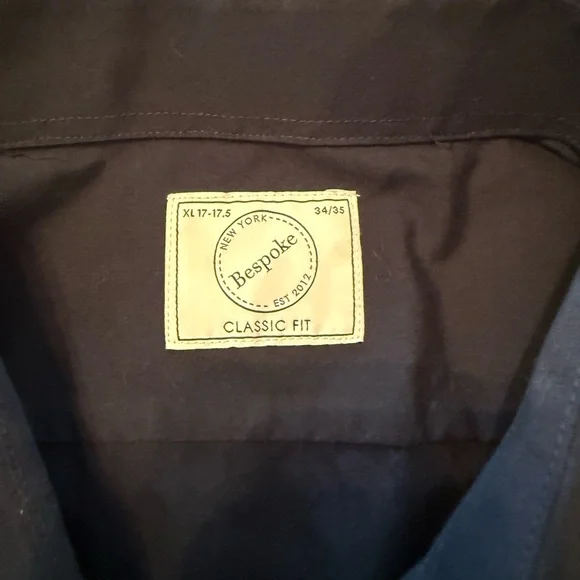 XL 17-17.5 34/35
NEW YORK
Bespoke
EST 2012
CLASSIC FIT